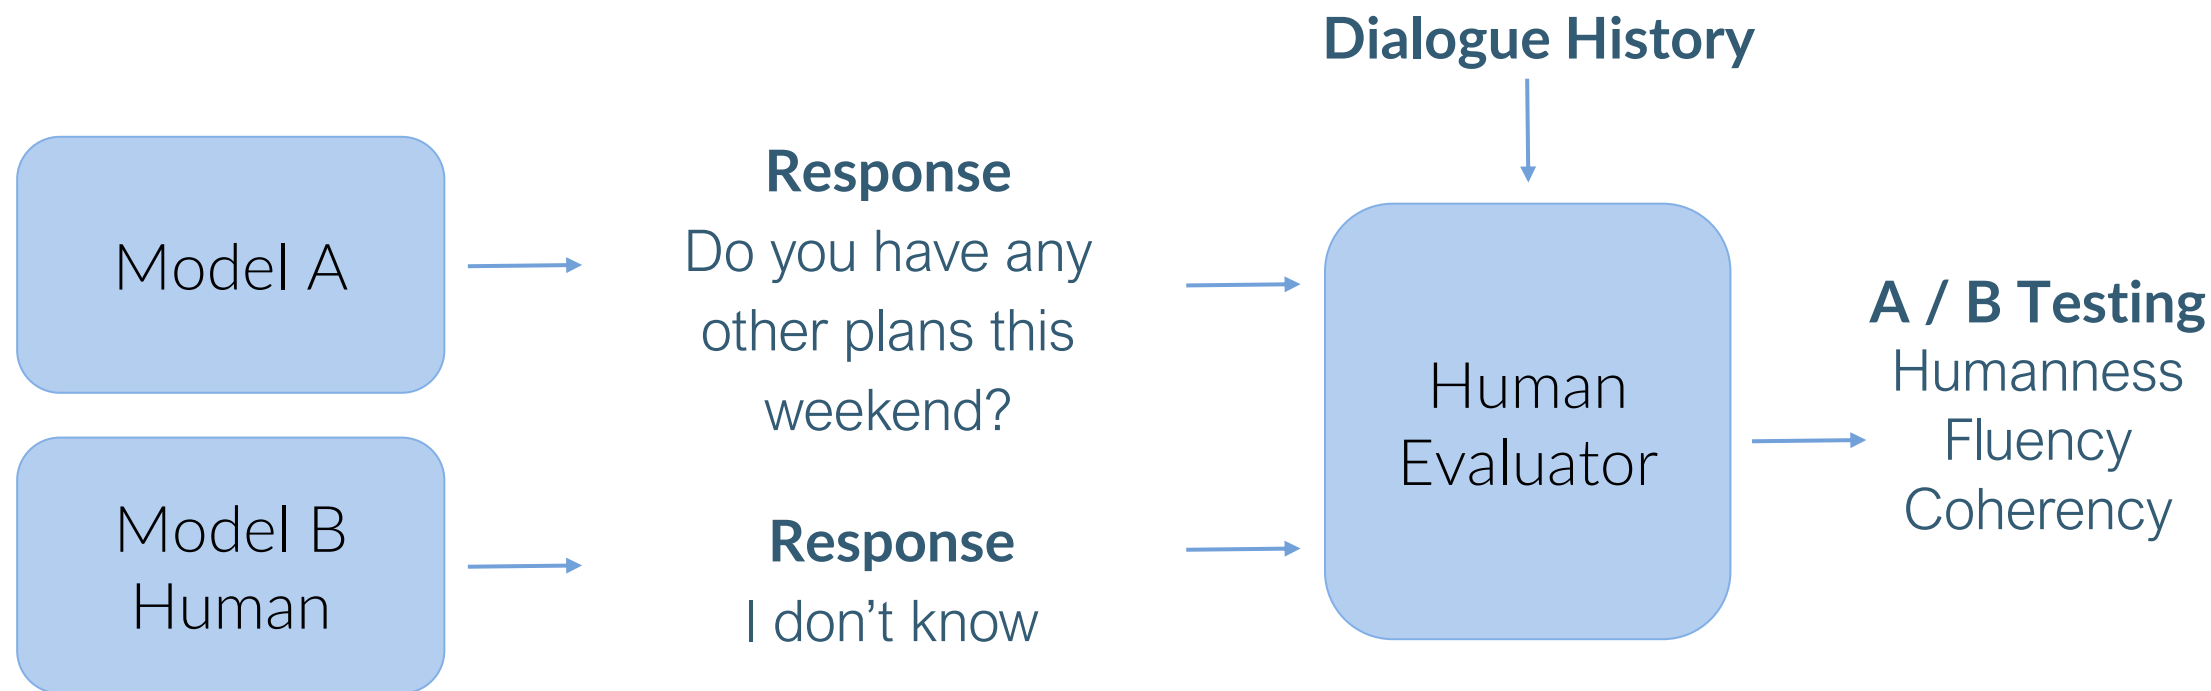 Dialogue History
Model A
Response
Do you have any
other plans this
weekend?
Model B
Human
Response
I don’t know
Human
Evaluator
A / B Testing
Humanness
Fluency
Coherency